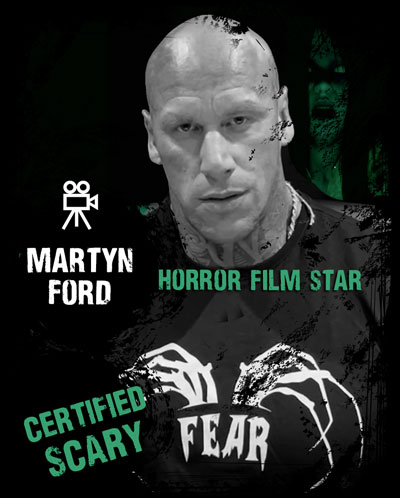 MARTYN
FORD
HORROR FILM STAR
CERTIFIED
SCARY
FEAR